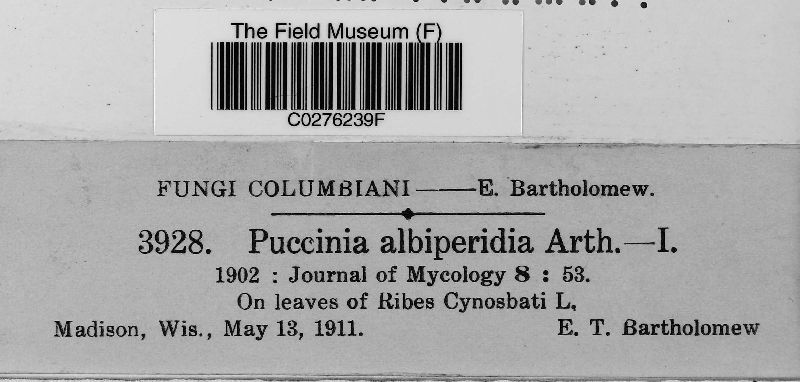 The Field Museum (F)
C0276239F
FUNGI COLUMBIANI —— E. Bartholomew.
3928. Puccinia albiperidia Arth.—I.
1902 : Journal of Mycology 8 : 53.
On leaves of Ribes Cynosbati L.
Madison, Wis., May 13, 1911. E. T. Bartholomew